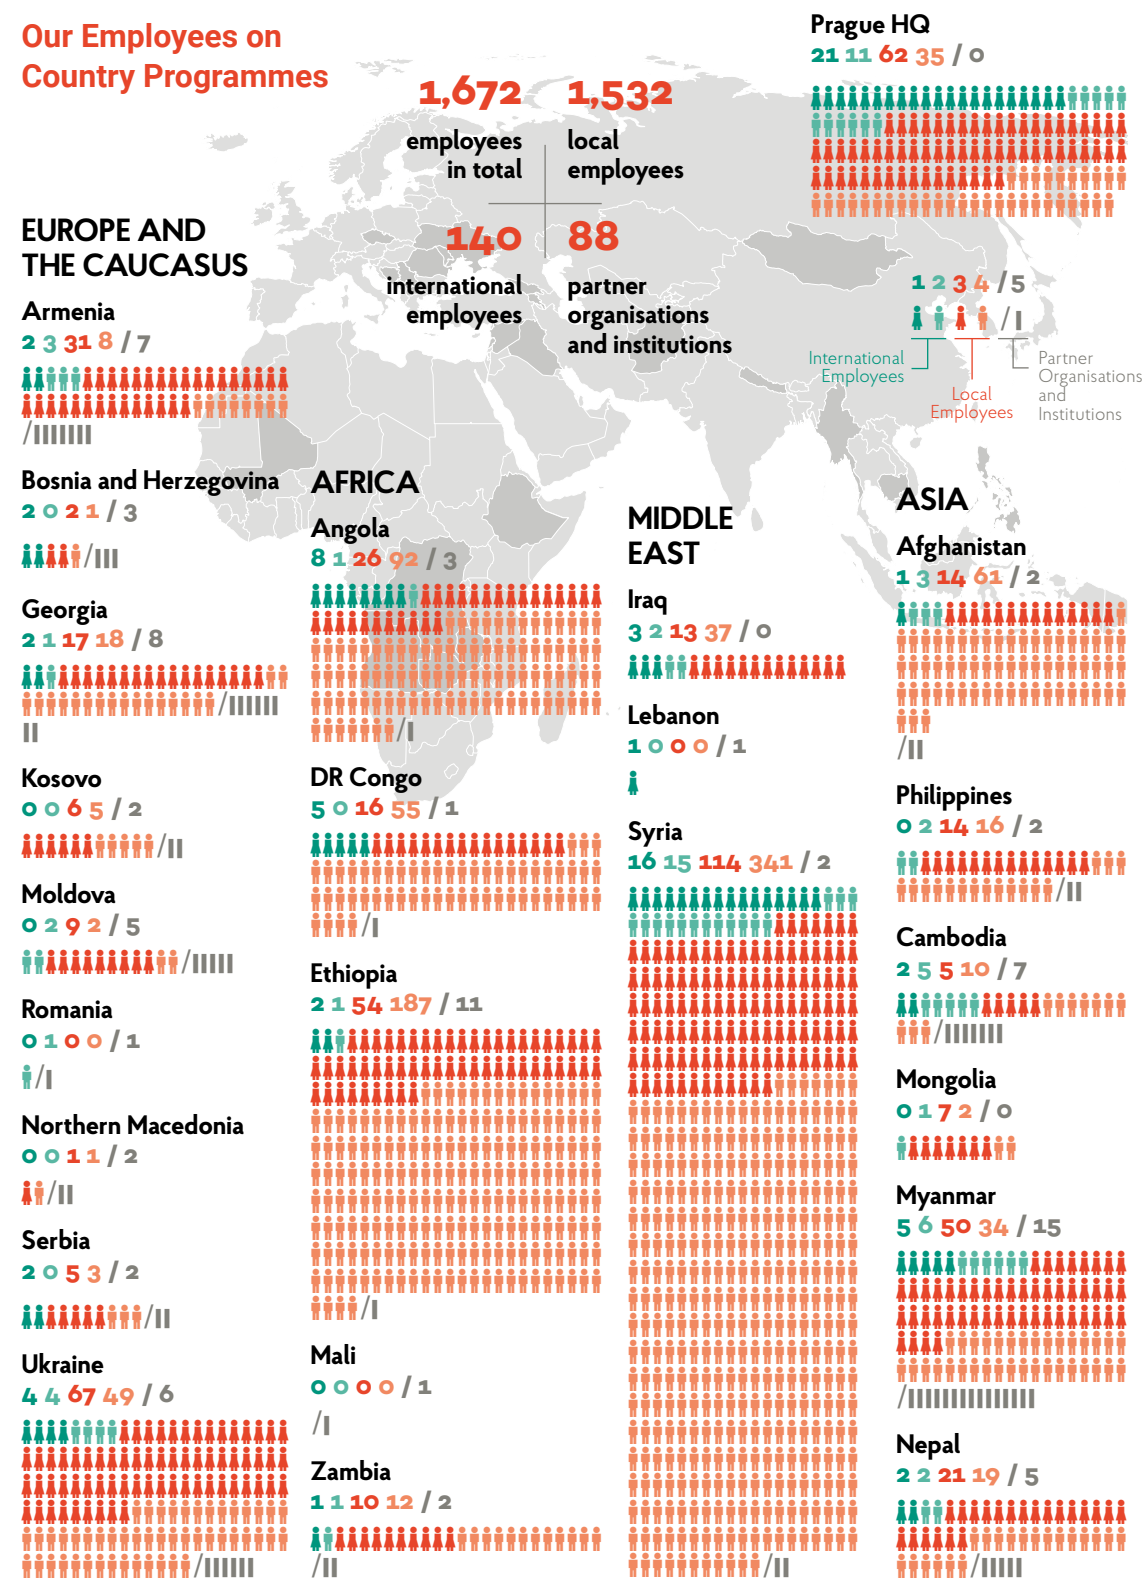 Our Employees on
Country Programmes
1,672
employees
in total
1,532
local
employees
140
international
employees
88
partner
organisations
and institutions
Prague HQ
21 11 62 35 / 0
1 2 3 4 / 5
International
Employees
Local
Employees
Partner
Organisations
and
Institutions
EUROPE AND
THE CAUCASUS
Armenia
2 3 31 8 / 7
Bosnia and Herzegovina
2 0 2 1 / 3
Georgia
2 1 17 18 / 8
Kosovo
0 0 6 5 / 2
Moldova
0 2 9 2 / 5
Romania
0 1 0 0 / 1
Northern Macedonia
0 0 1 1 / 2
Serbia
2 0 5 3 / 2
Ukraine
4 4 67 49 / 6
AFRICA
Angola
8 1 26 92 / 3
DR Congo
5 0 16 55 / 1
Ethiopia
2 1 54 187 / 11
Mali
0 0 0 0 / 1
Zambia
1 1 10 12 / 2
MIDDLE
EAST
Iraq
3 2 13 37 / 0
Lebanon
1 0 0 0 / 1
Syria
16 15 114 341 / 2
ASIA
Afghanistan
1 3 14 61 / 2
Philippines
0 2 14 16 / 2
Cambodia
2 5 5 10 / 7
Mongolia
0 1 7 2 / 0
Myanmar
5 6 50 34 / 15
Nepal
2 2 21 19 / 5